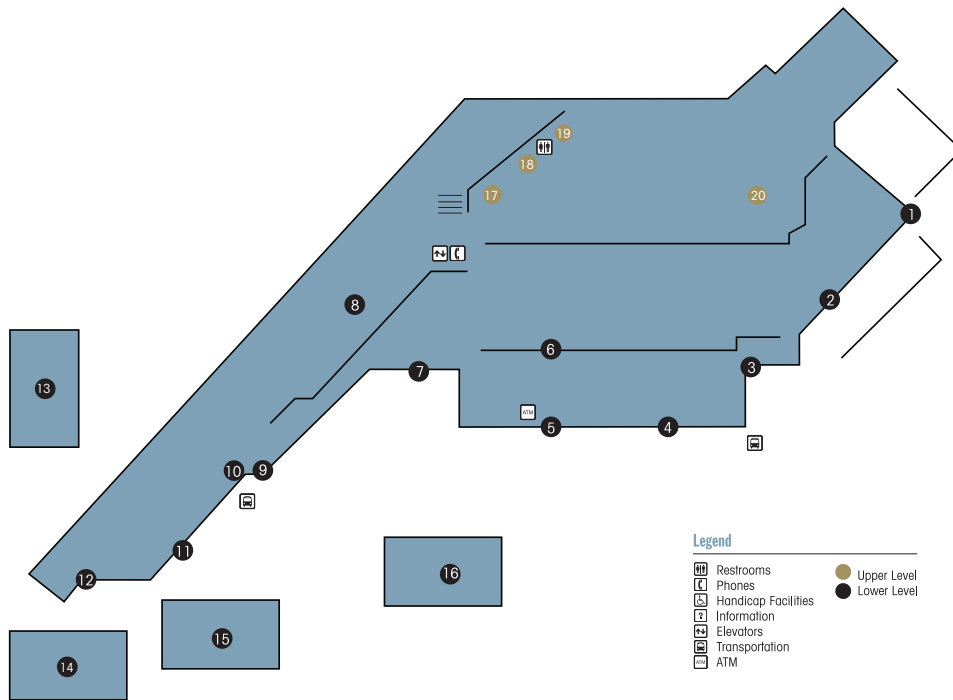 19
18
17
20
1
8
2
6
3
7
13
ATM
5
4
10
9
11
16
12
15
14
Legend
Restrooms
Phones
Handicap Facilities
? Information
Elevators
Transportation
ATM ATM
Upper Level
Lower Level